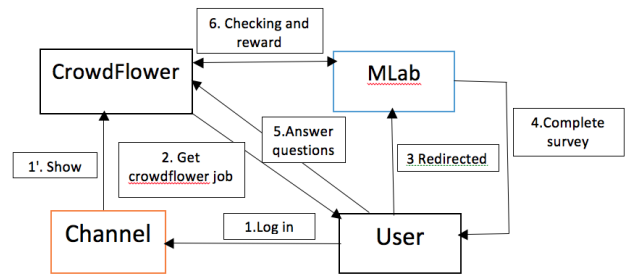 6. Checking and
reward
CrowdFlower
MLab
4.Complete
survey
5.Answer
questions
2. Get
crowdflower job
3 Redirected
1'. Show
1.Log in
Channel
User